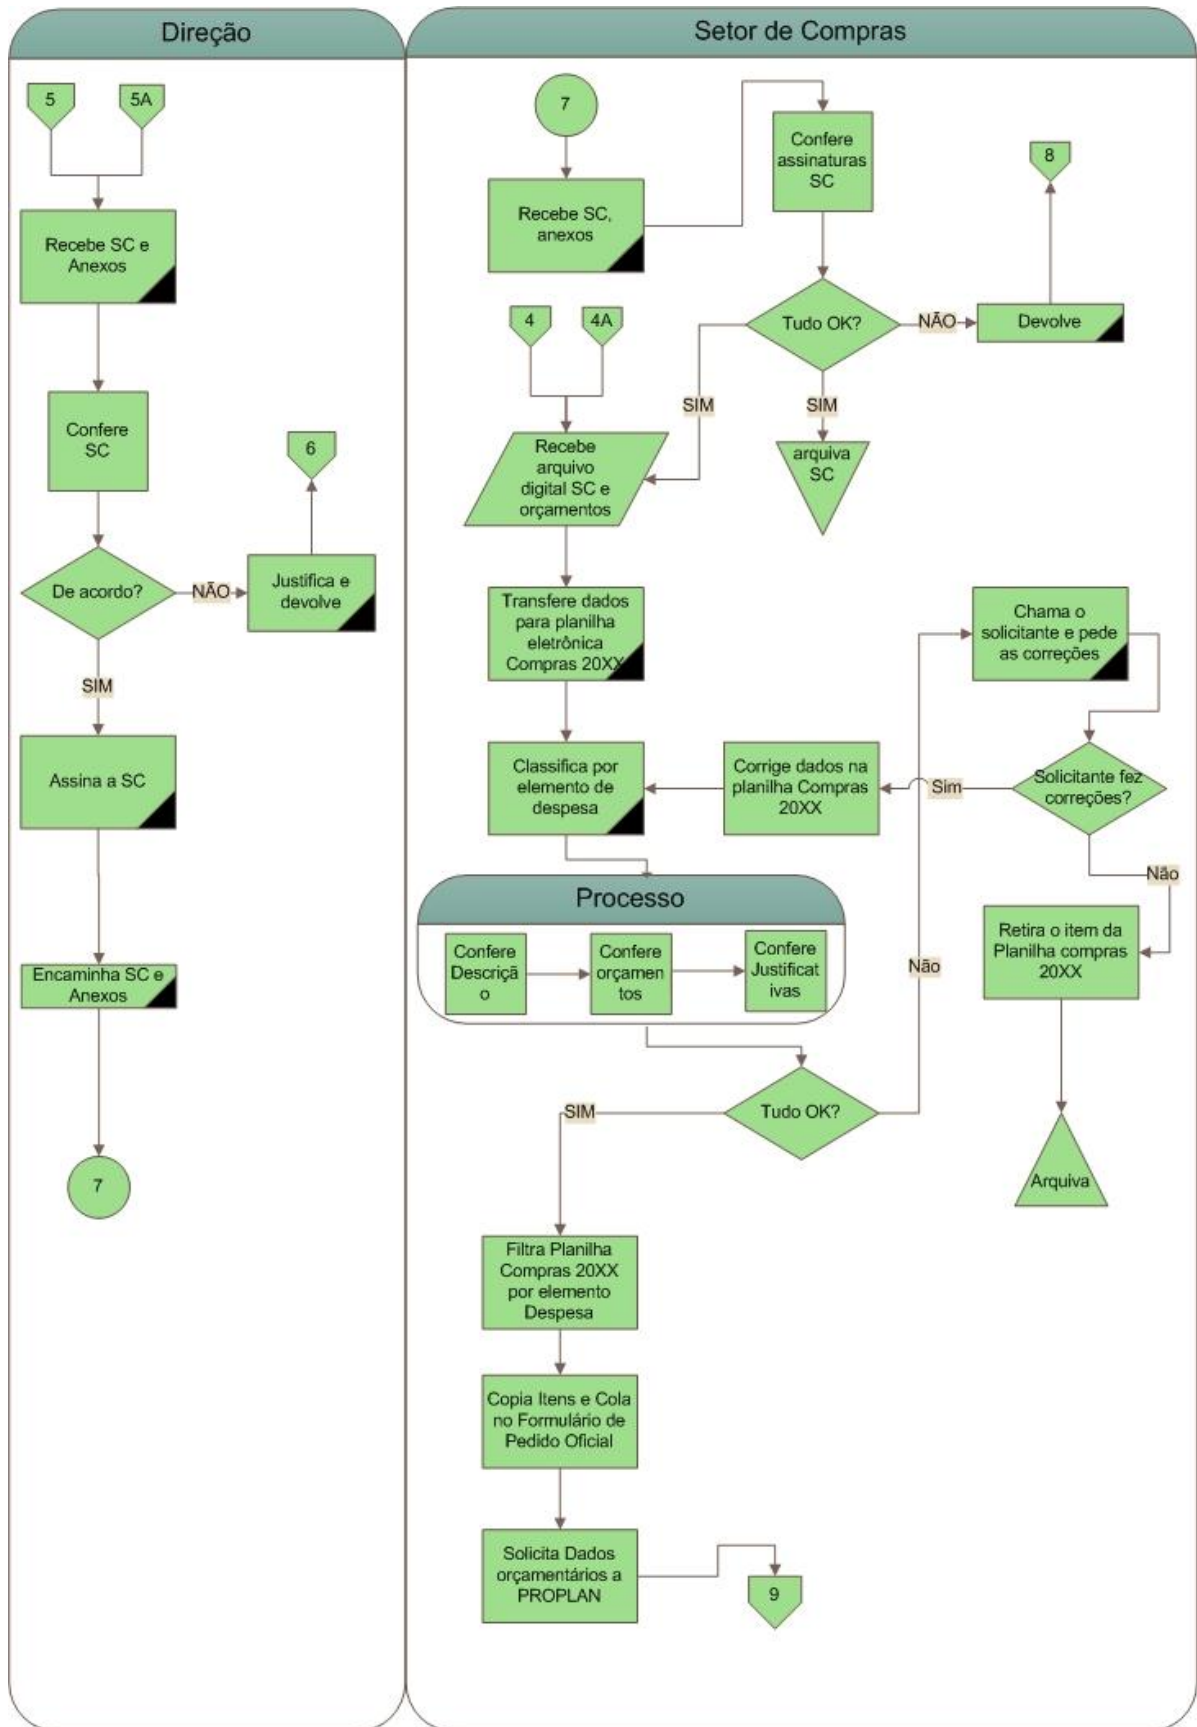 Direção
5
5A
Recebe SC e
Anexos
Confere
SC
6
De acordo?
NÃO
Justifica e
devolve
SIM
Assina a SC
Encaminha SC e
Anexos
7
Setor de Compras
7
Confere
assinaturas
SC
8
Recebe SC,
anexos
4
4A
Tudo OK?
NÃO
Devolve
SIM
SIM
Recebe
arquivo
digital SC e
orçamentos
arquiva
SC
Transfere dados
para planilha
eletrônica
Compras 20XX
Chama o
solicitante e pede
as correções
Classifica por
elemento de
despesa
Corrige dados na
planilha Compras
20XX
Sim
Solicitante fez
correções?
Não
Processo
Confere
Descriçã
o
Confere
orçamen
tos
Confere
Justificat
ivas
Não
Retira o item da
Planilha compras
20XX
SIM
Tudo OK?
Arquiva
Filtra Planilha
Compras 20XX
por elemento
Despesa
Copia Itens e Cola
no Formulário de
Pedido Oficial
Solicita Dados
orçamentários a
PROPLAN
9